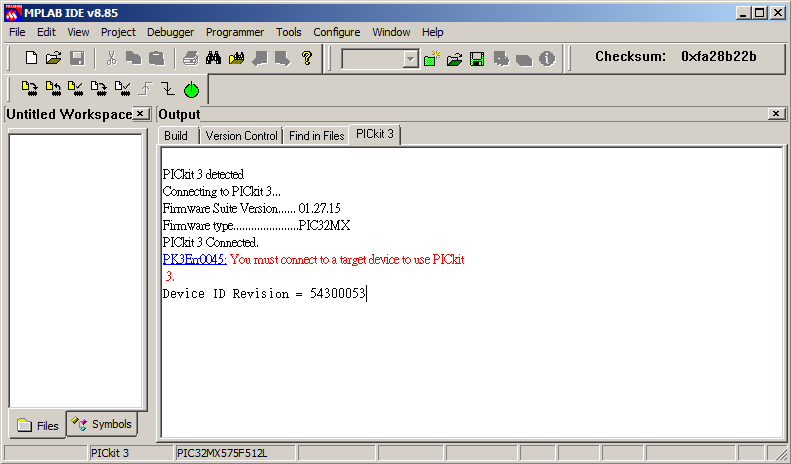 MPLAB IDE v8.85
File Edit View Project Debugger Programmer Tools Configure Window Help
Checksum: 0xfa28b22b
Untitled Workspace
Output
Build Version Control Find in Files PICkit 3
PICkit 3 detected
Connecting to PICkit 3...
Firmware Suite Version...... 01.27.15
Firmware type......................PIC32MX
PICkit 3 Connected.
PK3Err0045: You must connect to a target device to use PICkit
3.
Device ID Revision = 54300053
Files Symbols
PICkit 3 PIC32MX575F512L